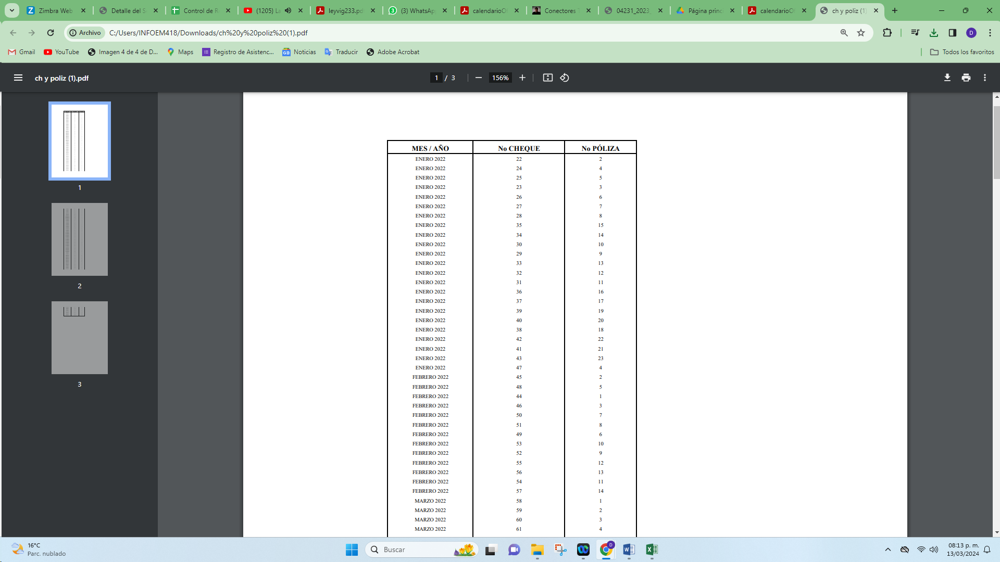 Zimbra Web
Detalle del S
Control de R
(1205) La
leyvig233.pd
(3) WhatsAp
calendarioOf
Conectores T
04231_2023_
Página princi
calendarioOf
ch y poliz (1)
Archivo C:/Users/INFOEM418/Downloads/ch%20y%20poliz%20(1).pdf
Gmail YouTube Imagen 4 de 4 de D... Maps Registro de Asistenc... Noticias Traducir Adobe Acrobat Todos los favoritos
ch y poliz (1).pdf 1 / 3 156%
1
2
3
MES / AÑO No CHEQUE No PÓLIZA
ENERO 2022 22 2
ENERO 2022 24 4
ENERO 2022 25 5
ENERO 2022 23 3
ENERO 2022 26 6
ENERO 2022 27 7
ENERO 2022 28 8
ENERO 2022 35 15
ENERO 2022 34 14
ENERO 2022 30 10
ENERO 2022 29 9
ENERO 2022 33 13
ENERO 2022 32 12
ENERO 2022 31 11
ENERO 2022 36 16
ENERO 2022 37 17
ENERO 2022 39 19
ENERO 2022 40 20
ENERO 2022 38 18
ENERO 2022 42 22
ENERO 2022 41 21
ENERO 2022 43 23
ENERO 2022 47 4
FEBRERO 2022 45 2
FEBRERO 2022 48 5
FEBRERO 2022 44 1
FEBRERO 2022 46 3
FEBRERO 2022 50 7
FEBRERO 2022 51 8
FEBRERO 2022 49 6
FEBRERO 2022 53 10
FEBRERO 2022 52 9
FEBRERO 2022 55 12
FEBRERO 2022 56 13
FEBRERO 2022 54 11
FEBRERO 2022 57 14
MARZO 2022 58 1
MARZO 2022 59 2
MARZO 2022 60 3
MARZO 2022 61 4
16°C
Parc. nublado
Buscar
08:13 p. m.
13/03/2024